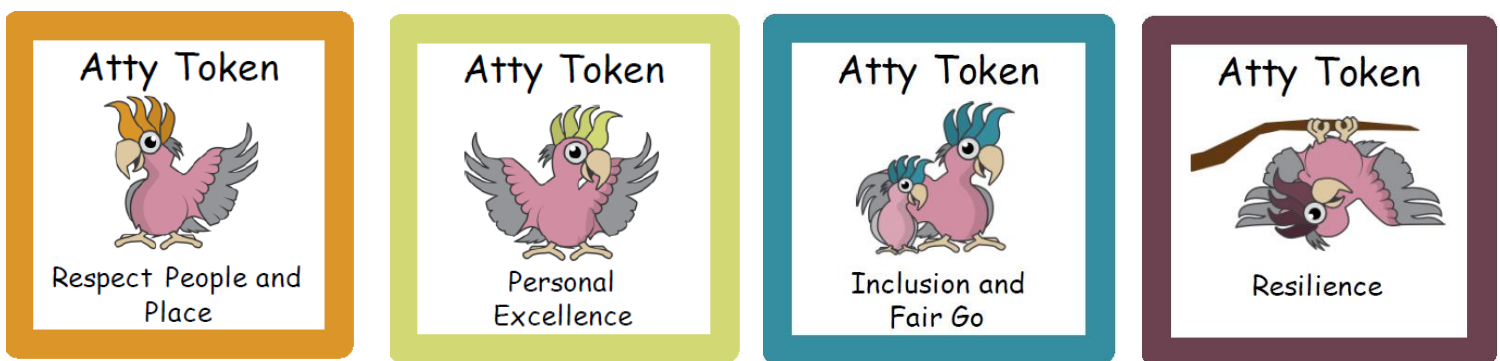 Atty Token
Respect People and
Place
Atty Token
Personal
Excellence
Atty Token
Inclusion and
Fair Go
Atty Token
Resilience